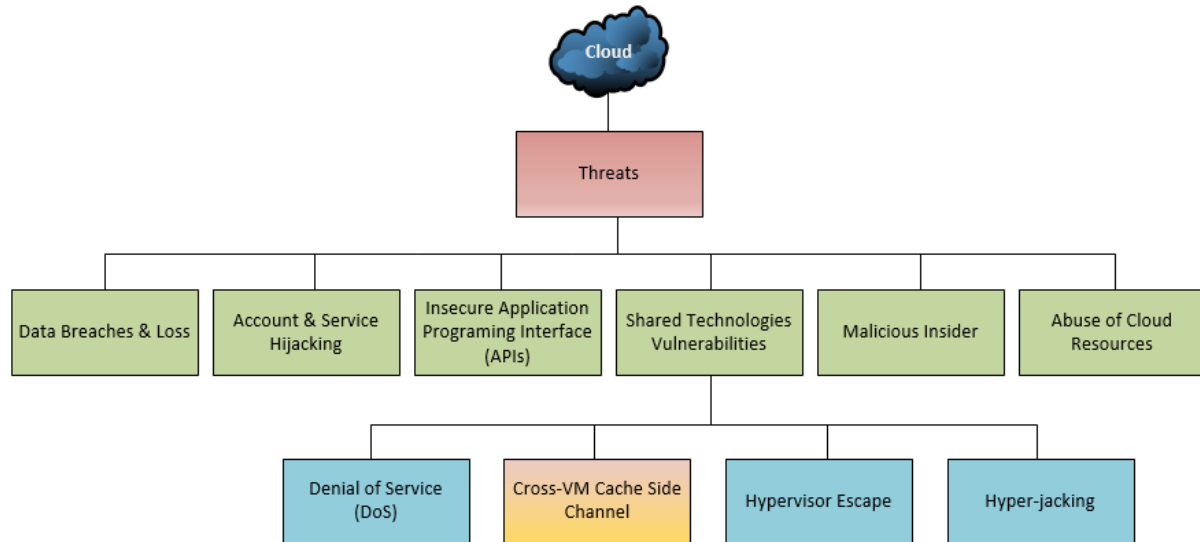 Cloud
Threats
Data Breaches & Loss
Account & Service
Hijacking
Insecure Application
Programing Interface
(APIs)
Shared Technologies
Vulnerabilities
Malicious Insider
Abuse of Cloud
Resources
Denial of Service
(DoS)
Cross-VM Cache Side
Channel
Hypervisor Escape
Hyper-jacking